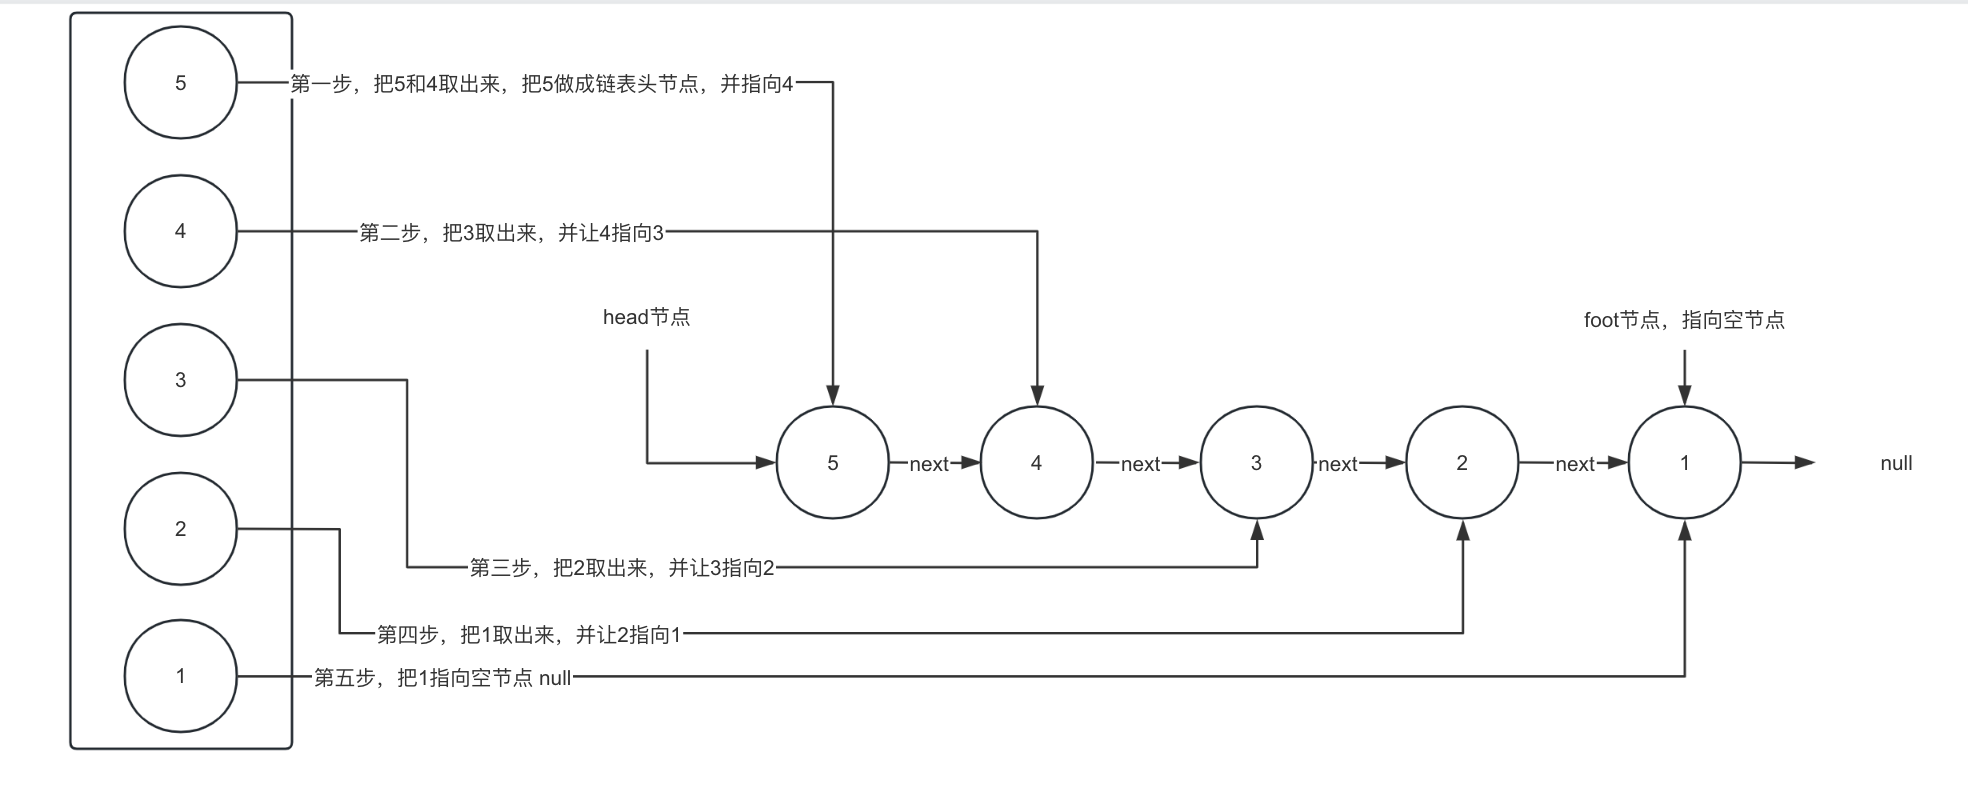 5
第一步，把5和4取出来，把5做成链表头节点，并指向4
4
第二步，把3取出来，并让4指向3
head节点
foot节点，指向空节点
3
5
next
4
next
3
next
2
next
1
null
2
第三步，把2取出来，并让3指向2
第四步，把1取出来，并让2指向1
1
第五步，把1指向空节点 null